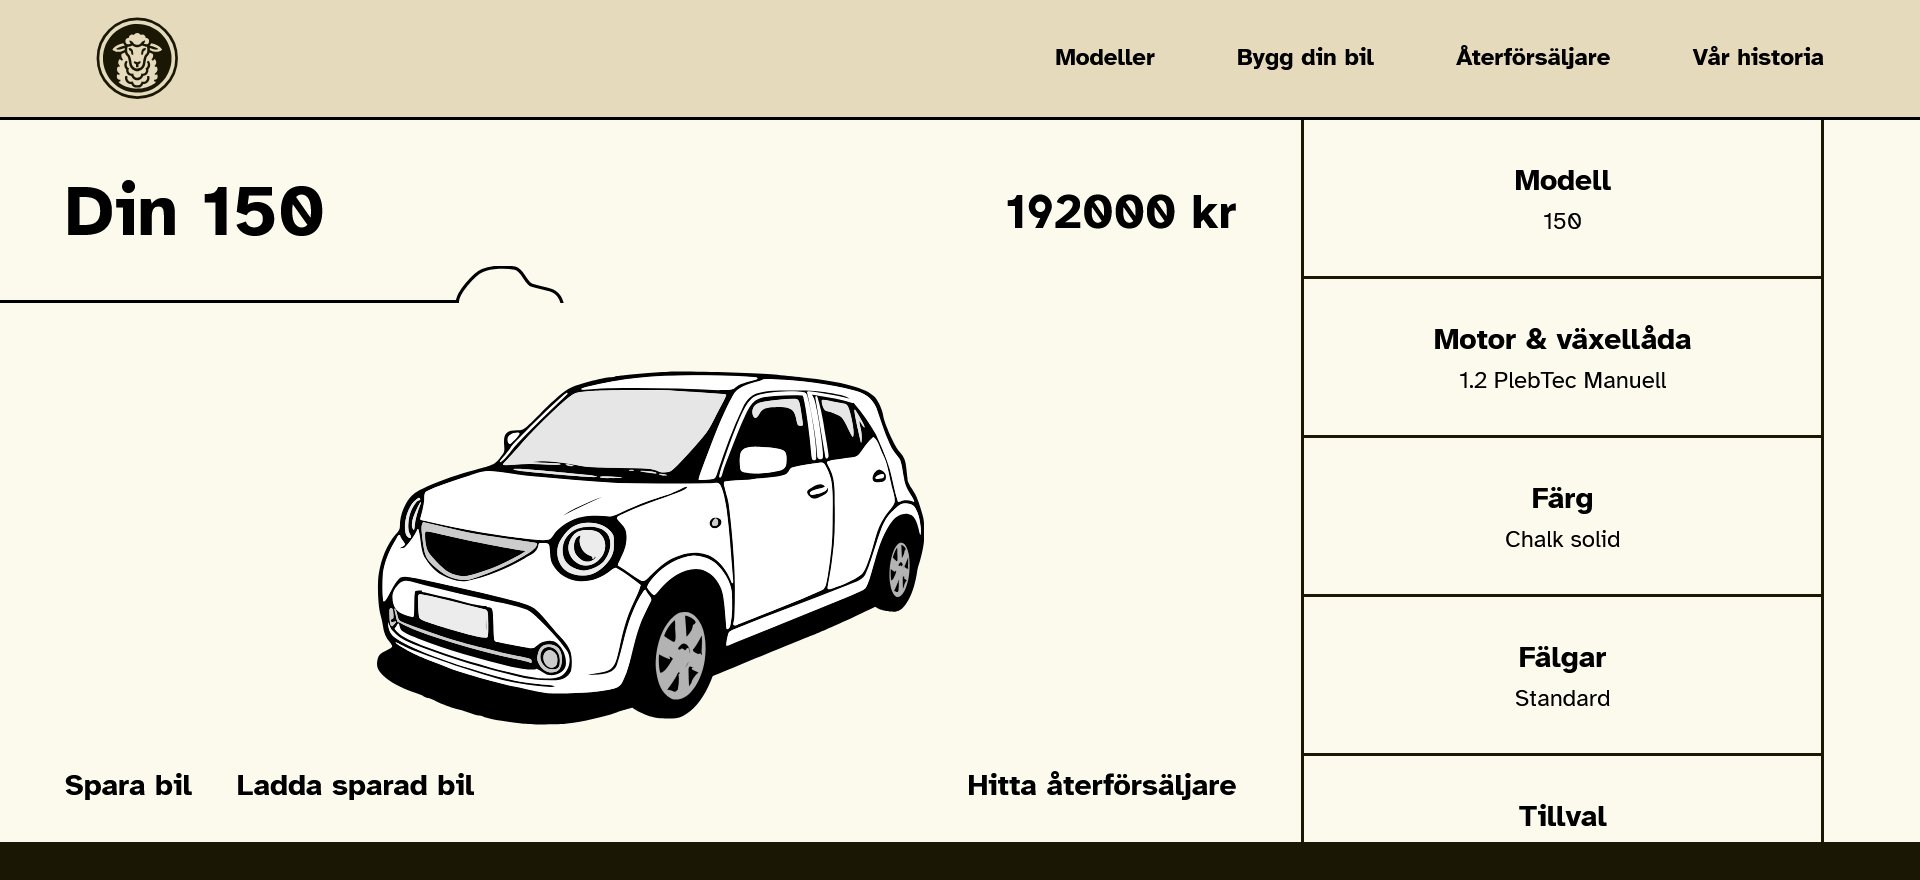 Modeller
Bygg din bil
Återförsäljare
Vår historia
Din 150
192000 kr
Spara bil
Ladda sparad bil
Hitta återförsäljare
Modell
150
Motor & växellåda
1.2 PlebTec Manuell
Färg
Chalk solid
Fälgar
Standard
Tillval